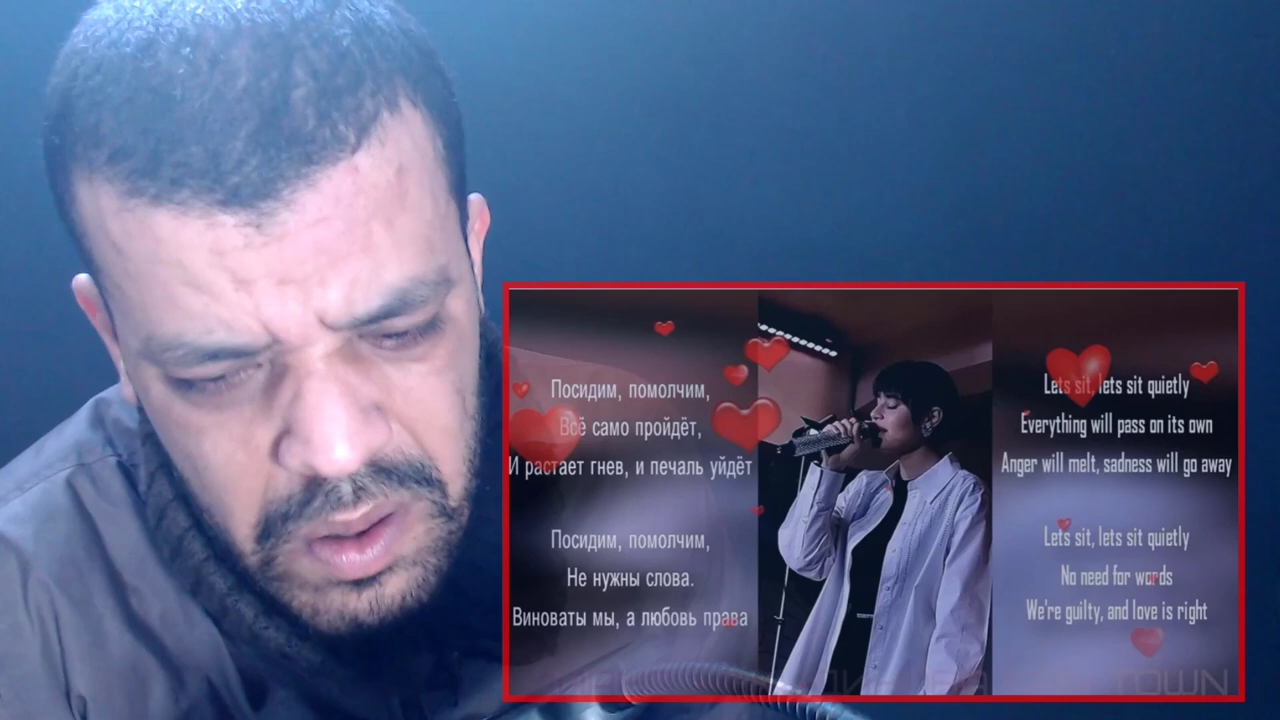 Посидим, помолчим,
Всё само пройдёт,
И растает гнев, и печаль уйдёт
Посидим, помолчим,
Не нужны слова.
Виноваты мы, а любовь права
Lets sit, lets sit quietly
Everything will pass on its own
Anger will melt, sadness will go away
Lets sit, lets sit quietly
No need for words
We're guilty, and love is right
TOWN